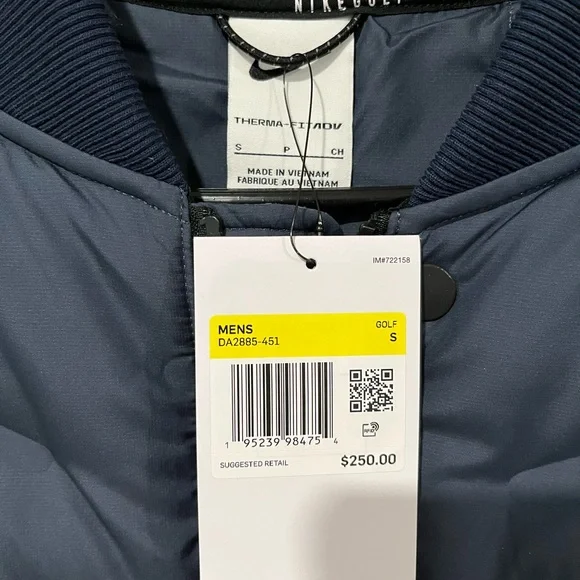 NIKEGOLF
THERMA-FIT ADV
S P CH
MADE IN VIETNAM
FABRIQUE AU VIETNAM
IM#722158
MENS GOLF
DA2885-451 S
RFID
1 95239 98475 4
SUGGESTED RETAIL $250.00